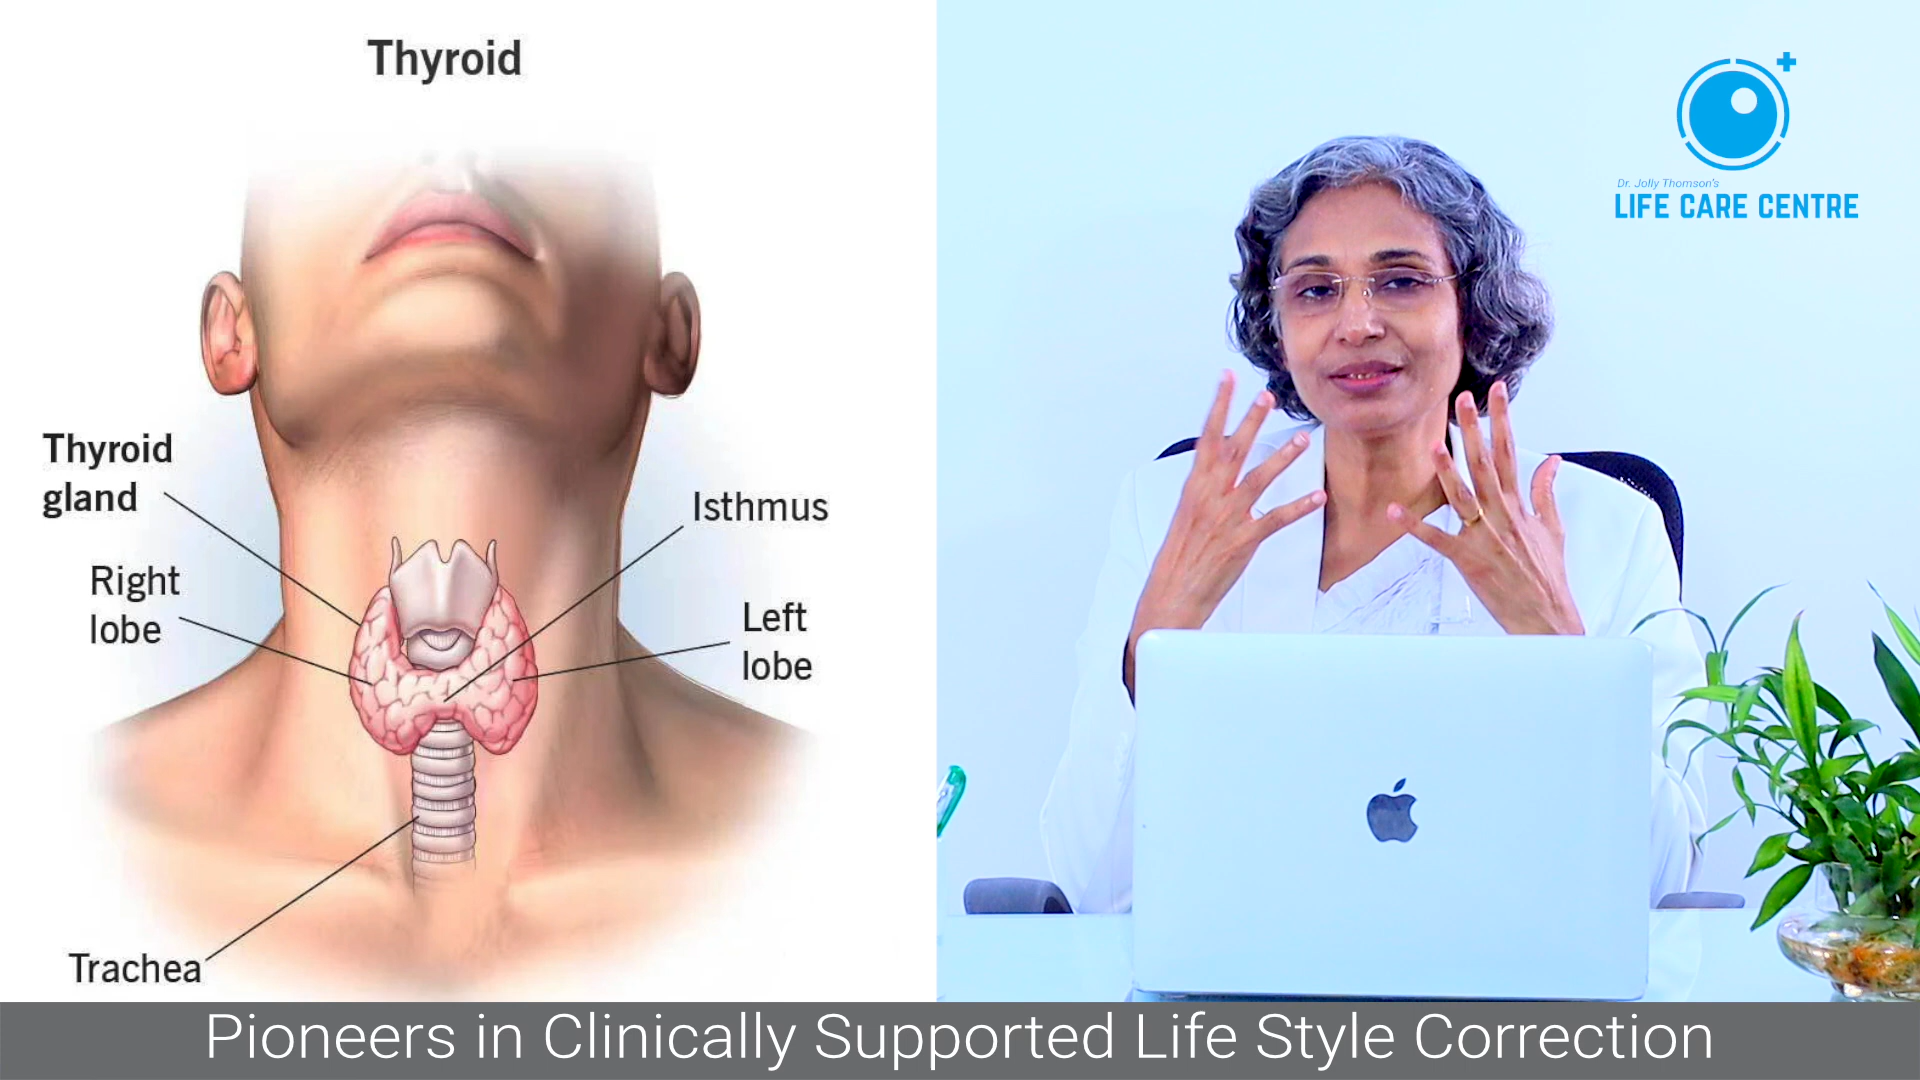 Thyroid
Thyroid
gland
Right
lobe
Isthmus
Left
lobe
Trachea
Dr. Jolly Thomson's
LIFE CARE CENTRE
Pioneers in Clinically Supported Life Style Correction